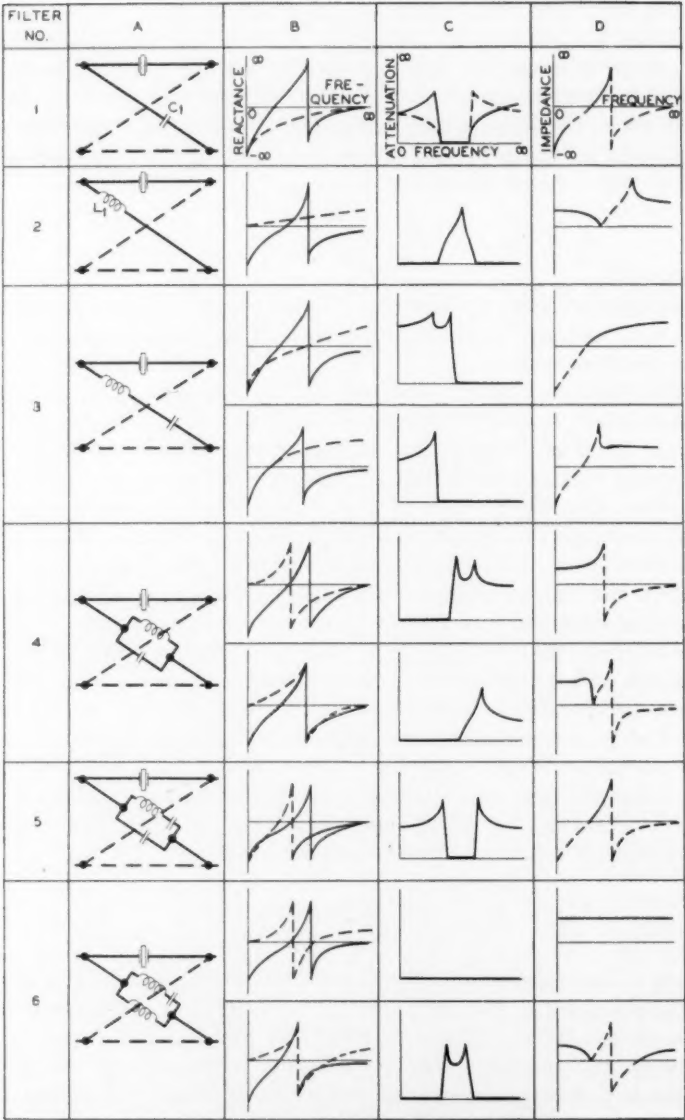 FILTER NO. A B C D
1
C1
REACTANCE
∞
FRE-
QUENCY
0
∞
-∞
ATTENUATION
∞
0 FREQUENCY ∞
IMPEDANCE
∞
FREQUENCY
0
∞
-∞
2
L1
3
4
5
6